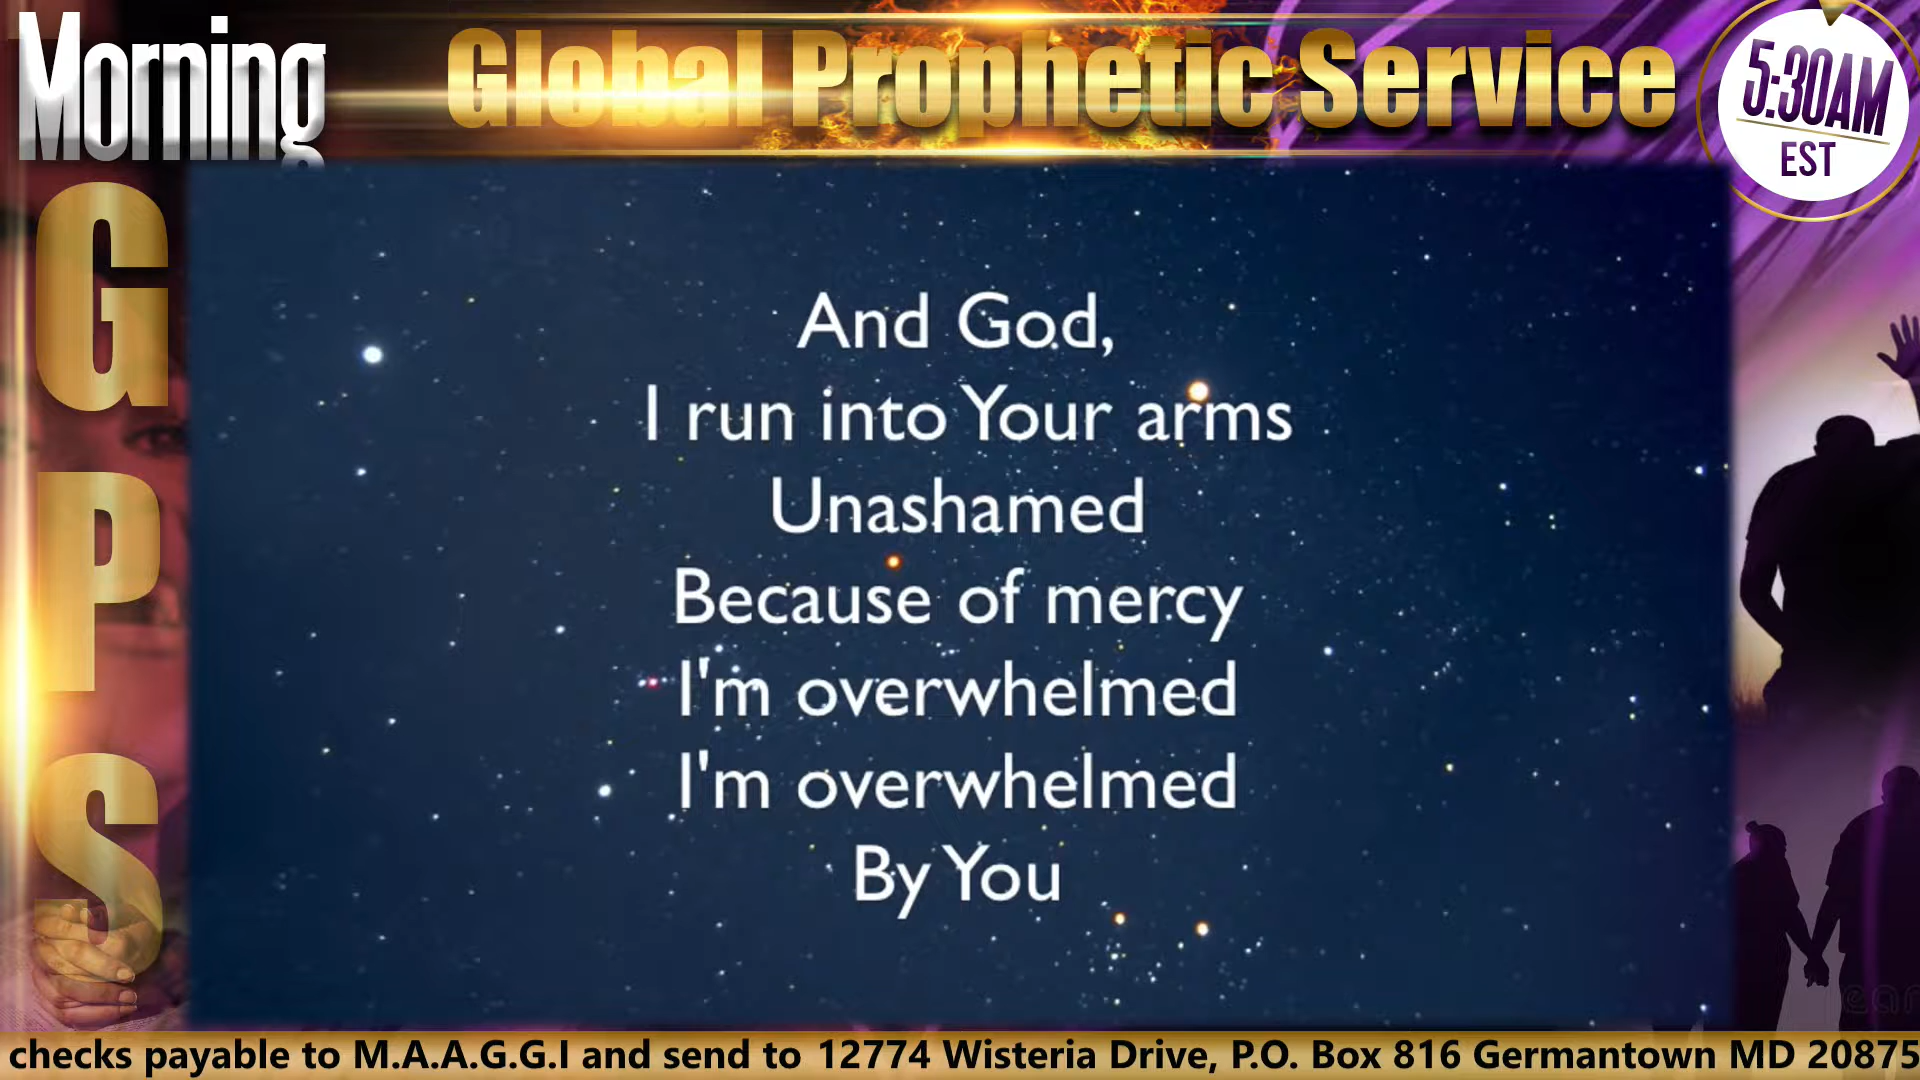 Morning
Global Prophetic Service
5:30AM
EST
G
P
S
And God,
I run into Your arms
Unashamed
Because of mercy
I'm overwhelmed
I'm overwhelmed
By You
checks payable to M.A.A.G.G.I and send to 12774 Wisteria Drive, P.O. Box 816 Germantown MD 20875